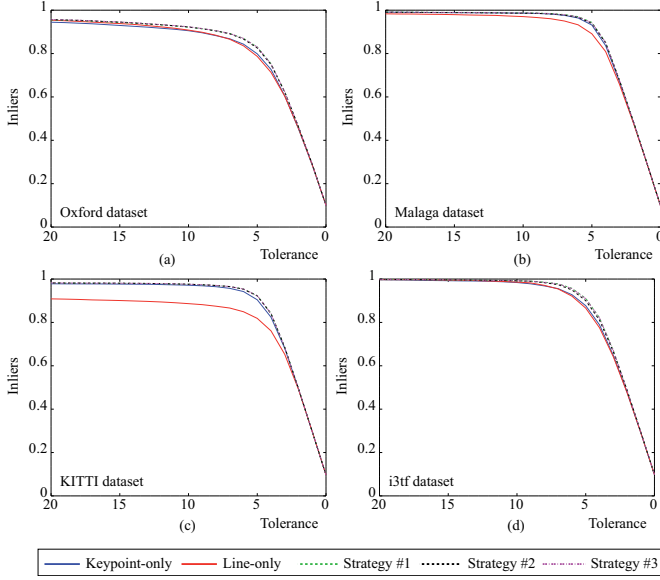 1
0.8
0.6
0.4
0.2
0
Inliers
Oxford dataset
20 15 10 5 0
(a) Tolerance
1
0.8
0.6
0.4
0.2
0
Inliers
Malaga dataset
20 15 10 5 0
(b) Tolerance
1
0.8
0.6
0.4
0.2
0
Inliers
KITTI dataset
20 15 10 5 0
(c) Tolerance
1
0.8
0.6
0.4
0.2
0
Inliers
i3tf dataset
20 15 10 5 0
(d) Tolerance
Keypoint-only Line-only Strategy #1 Strategy #2 Strategy #3